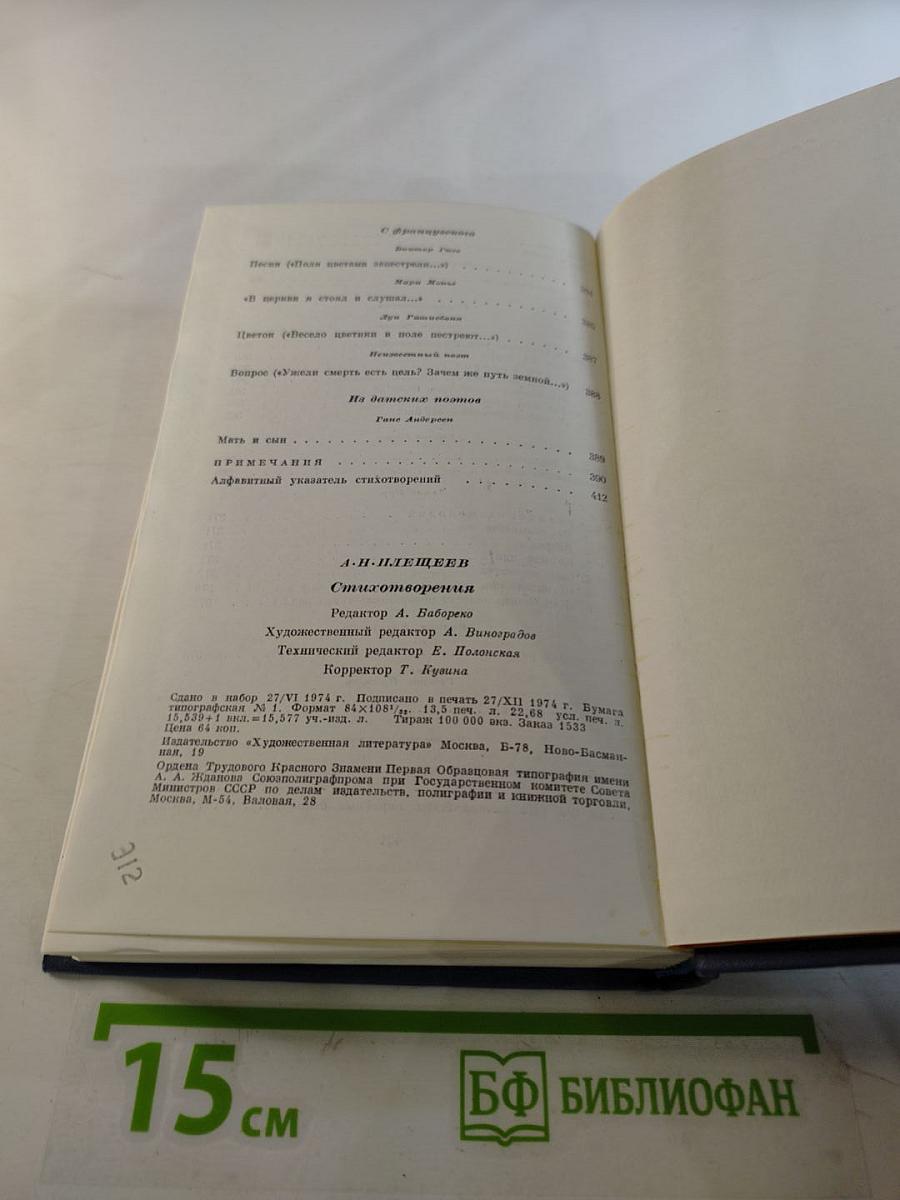 С французского
Виктор Гюго
Песня («Поля цветами запестрели...») . . . . . . . . 384
Мари Менье
«В церкви я стоял и слушал...» . . . . . . . . . . 385
Луи Ратисбонн
Цветок («Весело цветики в поле пестреют...») . . . . . 387
Неизвестный поэт
Вопрос («Ужели смерть есть цель? Зачем же путь земной...») 388
Из датских поэтов
Ганс Андерсен
Мать и сын . . . . . . . . . . . . . . . . . . . 389
ПРИМЕЧАНИЯ . . . . . . . . . . . . . . . . . 390
Алфавитный указатель стихотворений . . . . . . . . 412
А·Н·ПЛЕЩЕЕВ
Стихотворения
Редактор А. Бабореко
Художественный редактор А. Виноградов
Технический редактор Е. Полонская
Корректор Т. Кузина
Сдано в набор 27/VI 1974 г. Подписано в печать 27/XII 1974 г. Бумага
типографская № 1. Формат 84×108¹/₃₂. 13,5 печ. л. 22,68 усл. печ. л.
15,539+1 вкл.=15,577 уч.-изд. л. Тираж 100 000 экз. Заказ 1533
Цена 64 коп.
Издательство «Художественная литература» Москва, Б-78, Ново-Басман-
ная, 19
Ордена Трудового Красного Знамени Первая Образцовая типография имени
А. А. Жданова Союзполиграфпрома при Государственном комитете Совета
Министров СССР по делам издательств, полиграфии и книжной торговли,
Москва, М-54, Валовая, 28
15 см
БФ БИБЛИОФАН